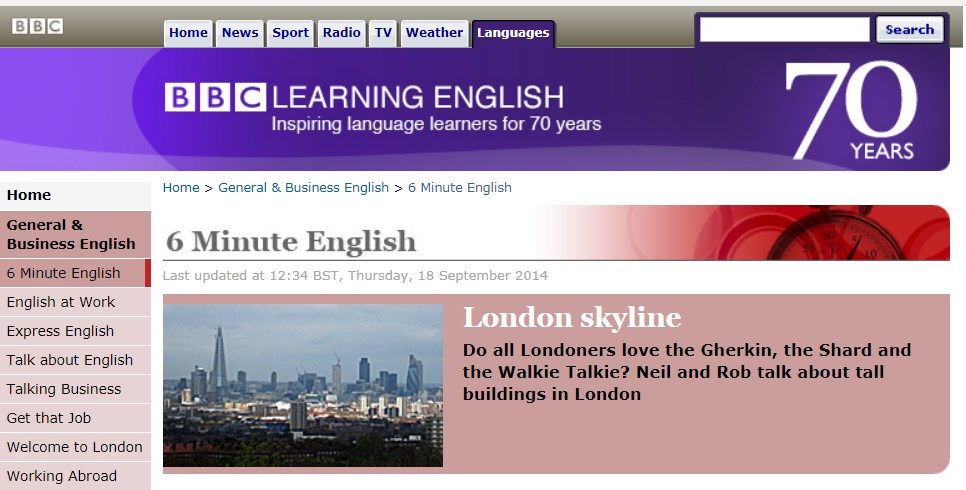 BBC
Home News Sport Radio TV Weather Languages
Search
BBC LEARNING ENGLISH
Inspiring language learners for 70 years
70
YEARS
Home
General &
Business English
6 Minute English
English at Work
Express English
Talk about English
Talking Business
Get that Job
Welcome to London
Working Abroad
Home > General & Business English > 6 Minute English
6 Minute English
Last updated at 12:34 BST, Thursday, 18 September 2014
London skyline
Do all Londoners love the Gherkin, the Shard and
the Walkie Talkie? Neil and Rob talk about tall
buildings in London